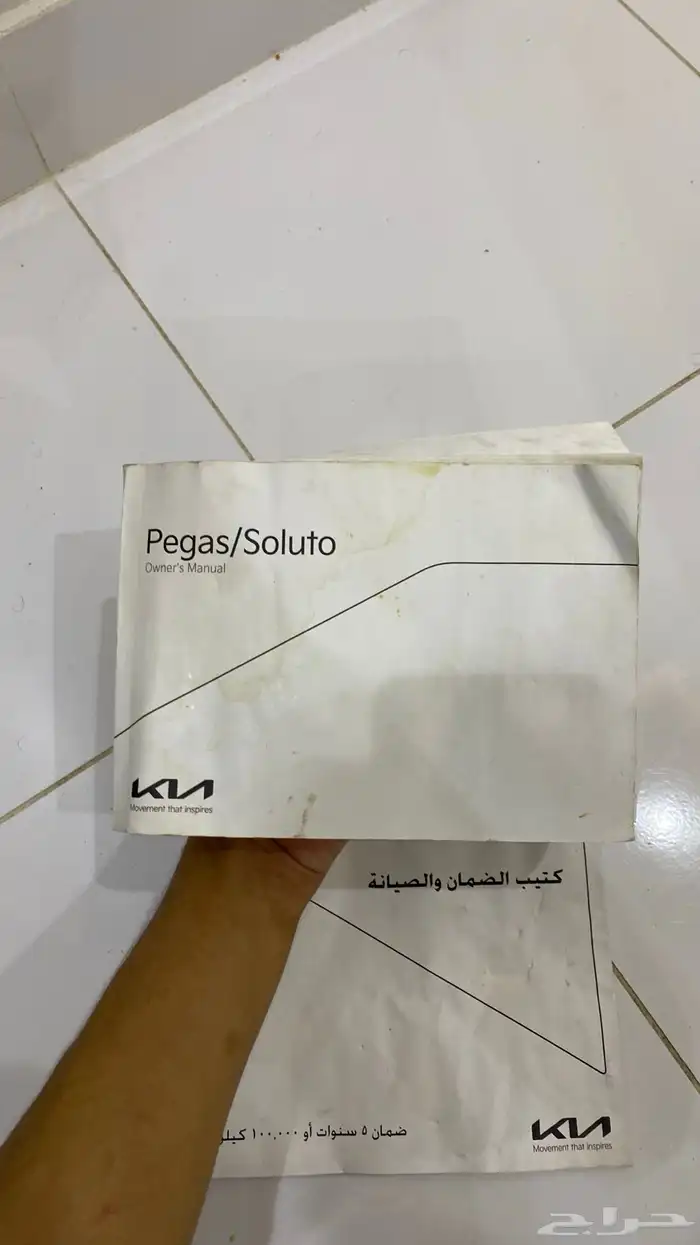 Pegas/Soluto
Owner's Manual
KIA
Movement that inspires
كتيب الضمان والصيانة
ضمان ٥ سنوات أو ١٠٠,٠٠٠
KIA
Movement that inspires
حراج